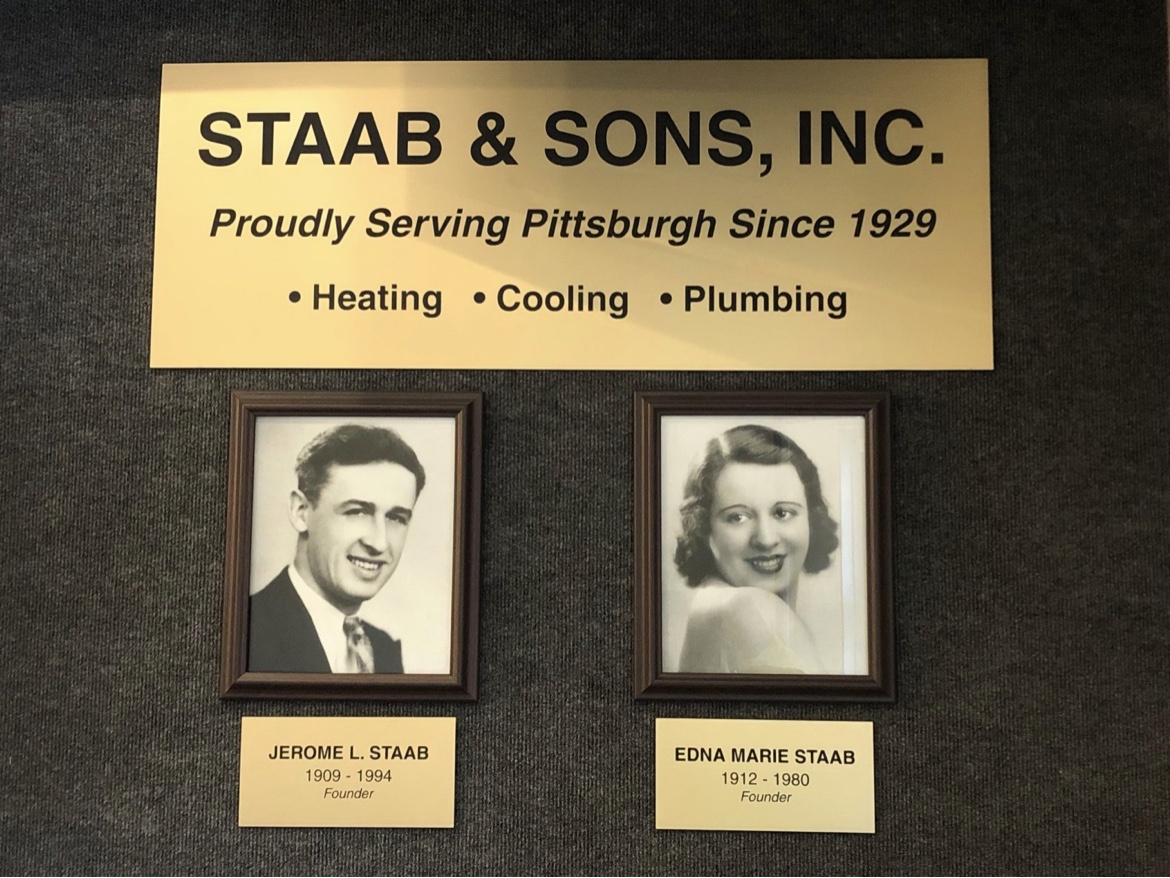 STAAB & SONS, INC.
Proudly Serving Pittsburgh Since 1929
• Heating • Cooling • Plumbing
JEROME L. STAAB
1909 - 1994
Founder
EDNA MARIE STAAB
1912 - 1980
Founder